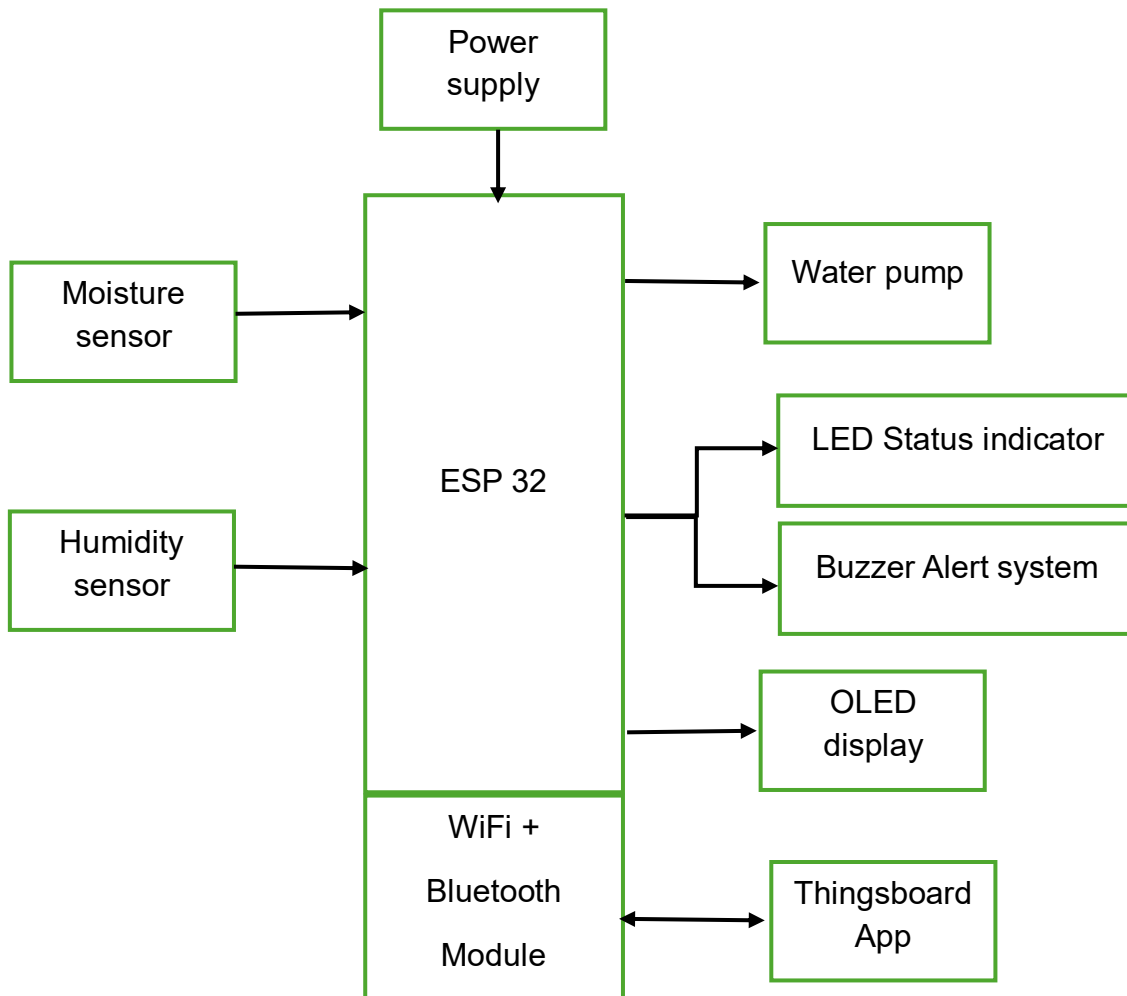 Power
supply
Moisture
sensor
Humidity
sensor
ESP 32
WiFi +
Bluetooth
Module
Water pump
LED Status indicator
Buzzer Alert system
OLED
display
Thingsboard
App